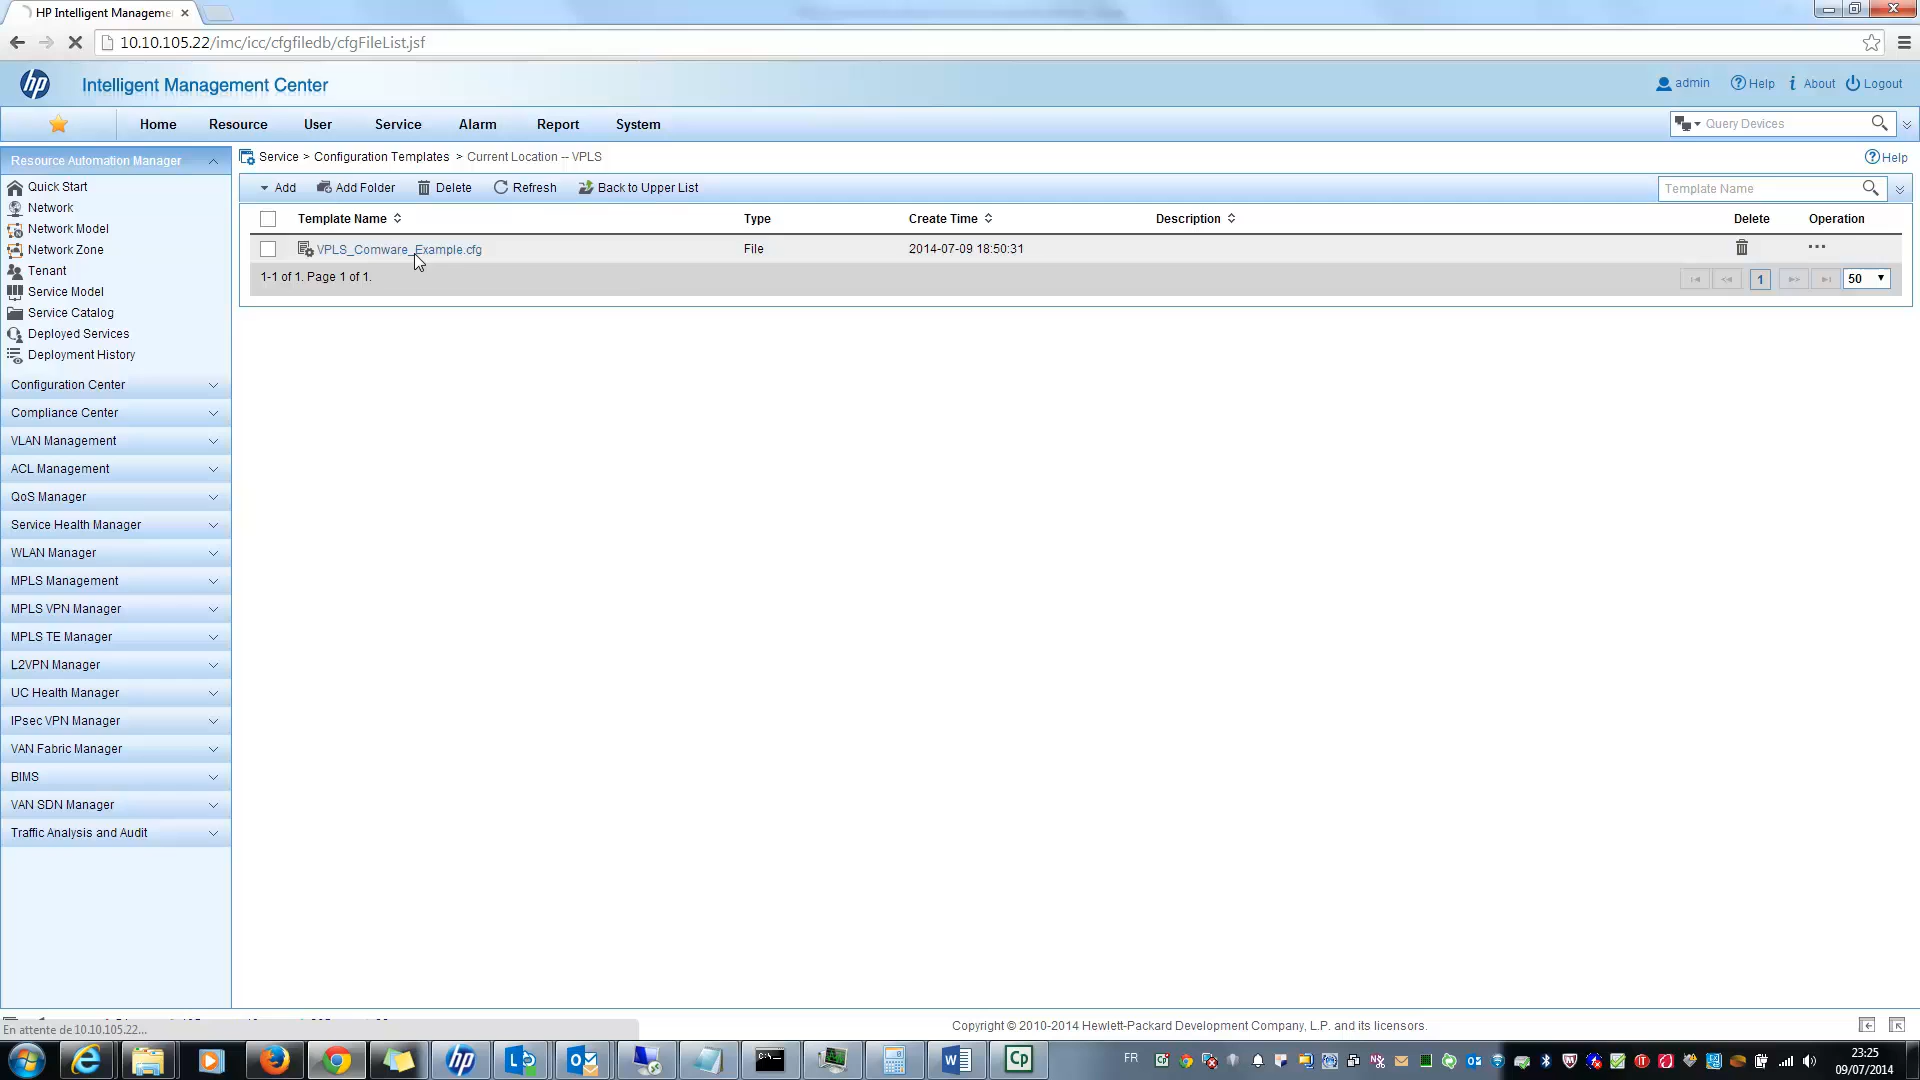 HP Intelligent Manageme
10.10.105.22/imc/icc/cfgfiledb/cfgFileList.jsf
hp Intelligent Management Center
admin Help About Logout
Home Resource User Service Alarm Report System
Query Devices
Resource Automation Manager
Service > Configuration Templates > Current Location -- VPLS
Help
Add Add Folder Delete Refresh Back to Upper List
Template Name
Template Name Type Create Time Description Delete Operation
VPLS_Comware_Example.cfg File 2014-07-09 18:50:31
1-1 of 1. Page 1 of 1.
1 50
Quick Start
Network
Network Model
Network Zone
Tenant
Service Model
Service Catalog
Deployed Services
Deployment History
Configuration Center
Compliance Center
VLAN Management
ACL Management
QoS Manager
Service Health Manager
WLAN Manager
MPLS Management
MPLS VPN Manager
MPLS TE Manager
L2VPN Manager
UC Health Manager
IPsec VPN Manager
VAN Fabric Manager
BIMS
VAN SDN Manager
Traffic Analysis and Audit
En attente de 10.10.105.22...
Copyright © 2010-2014 Hewlett-Packard Development Company, L.P. and its licensors.
FR
23:25
09/07/2014